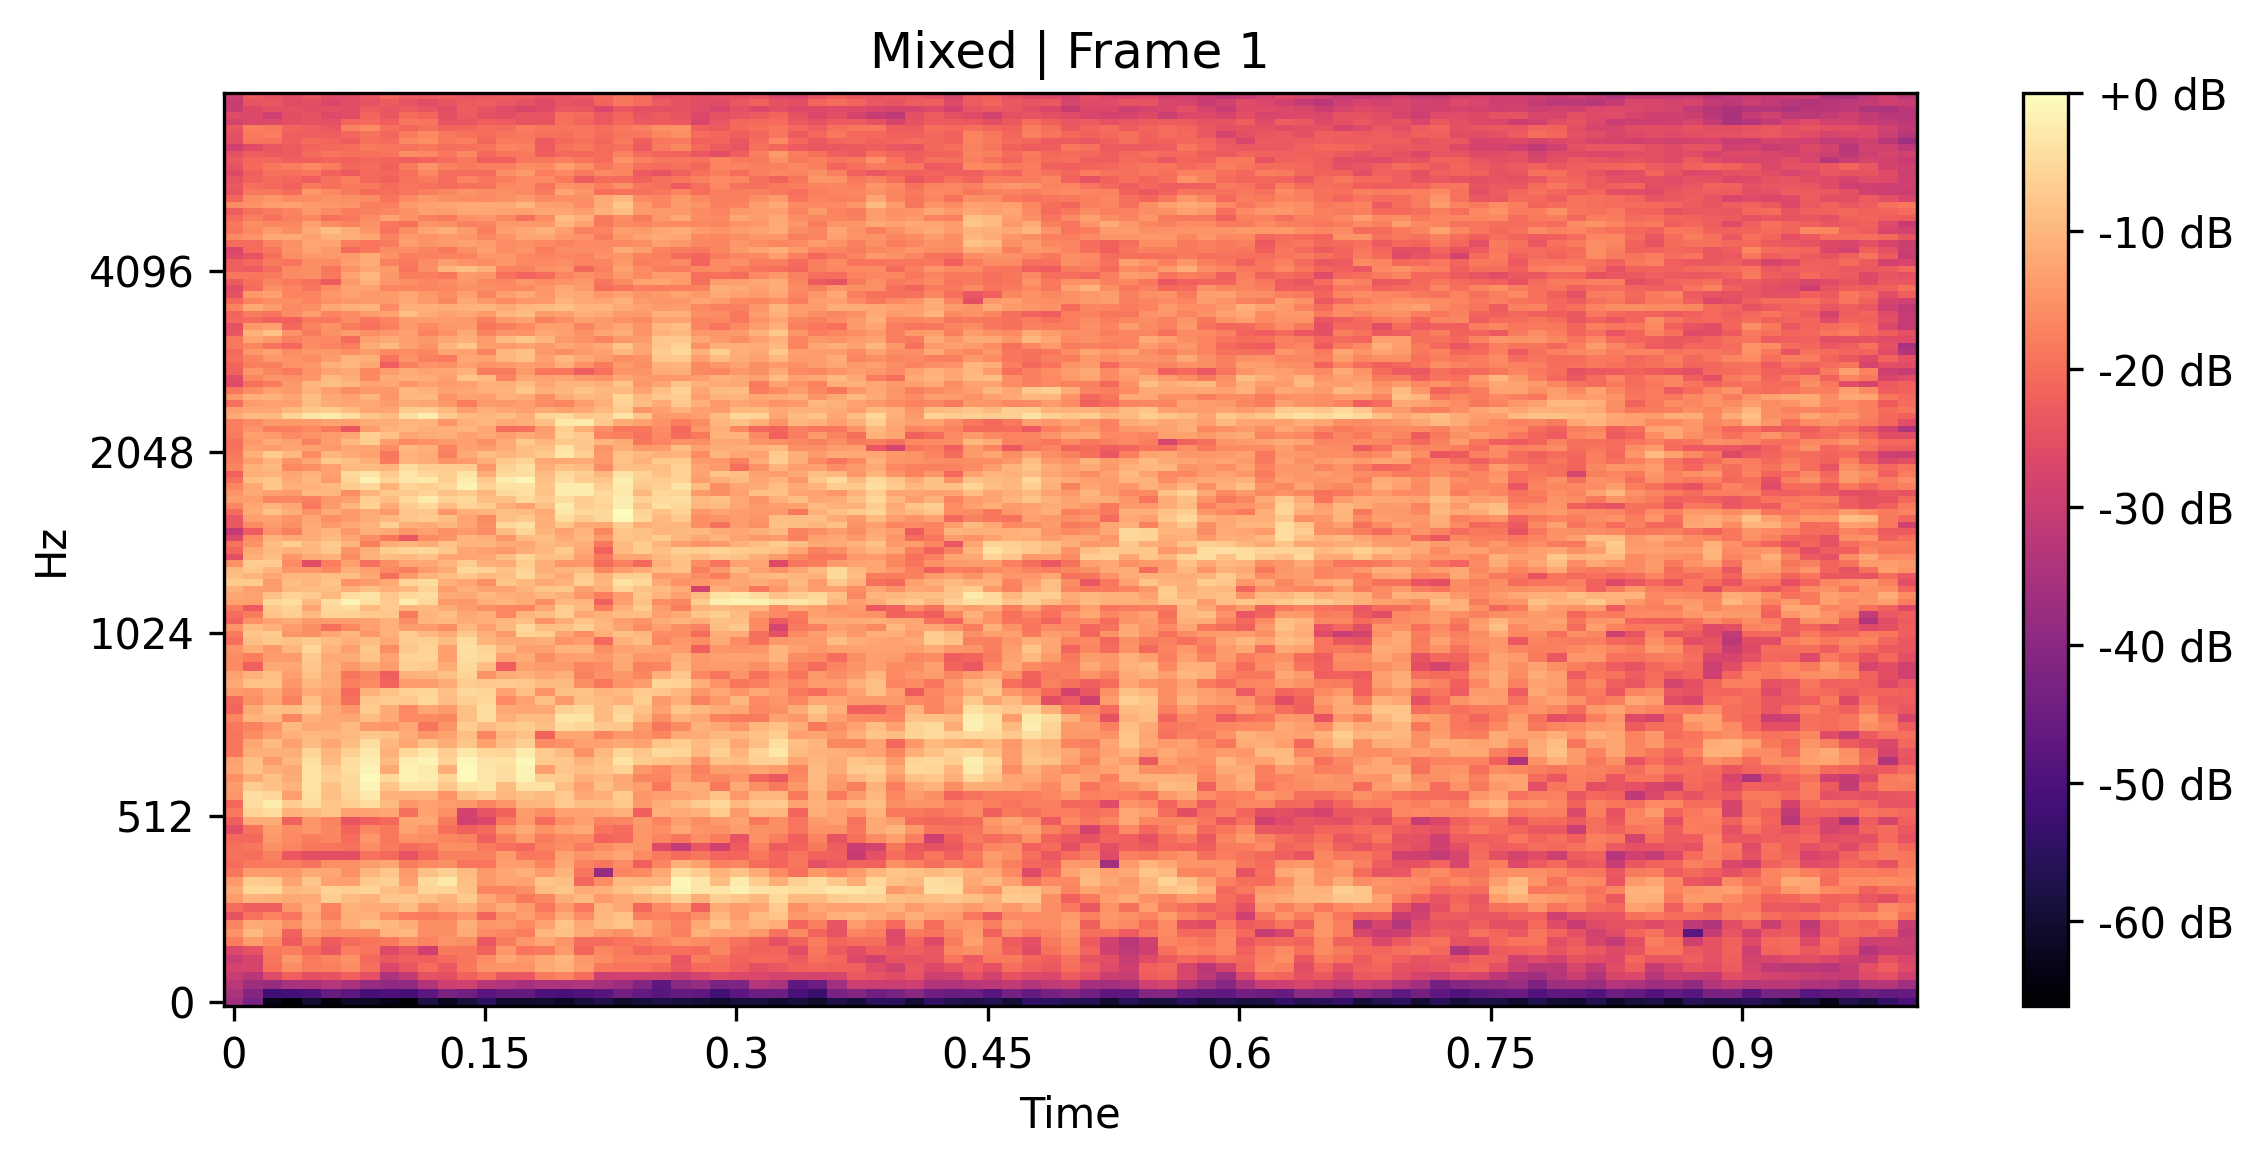 Mixed | Frame 1
+0 dB
-10 dB
-20 dB
-30 dB
-40 dB
-50 dB
-60 dB
4096
2048
1024
512
0
Hz
0 0.15 0.3 0.45 0.6 0.75 0.9
Time